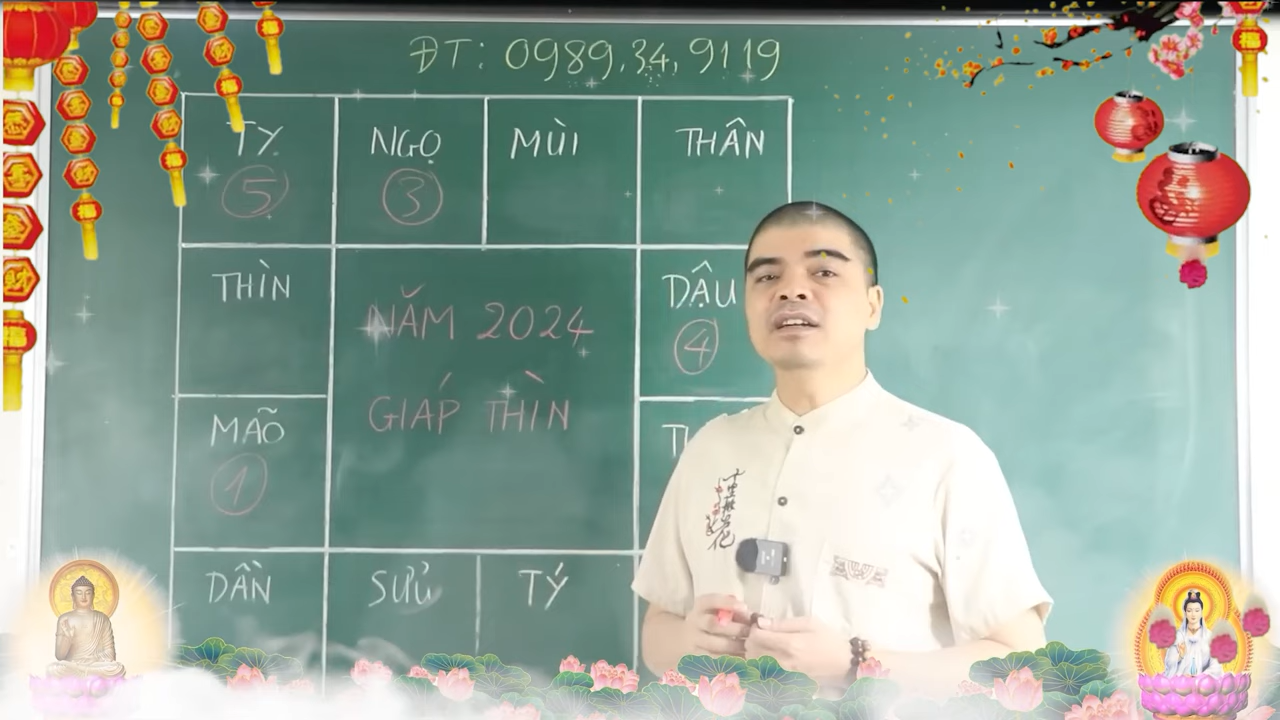 ĐT: 0989.34.9119
TỴ NGỌ MÙI THÂN
5 3
THÌN DẬU
NĂM 2024
4
GIÁP THÌN
MÃO
1
DẦN SỬU TÝ